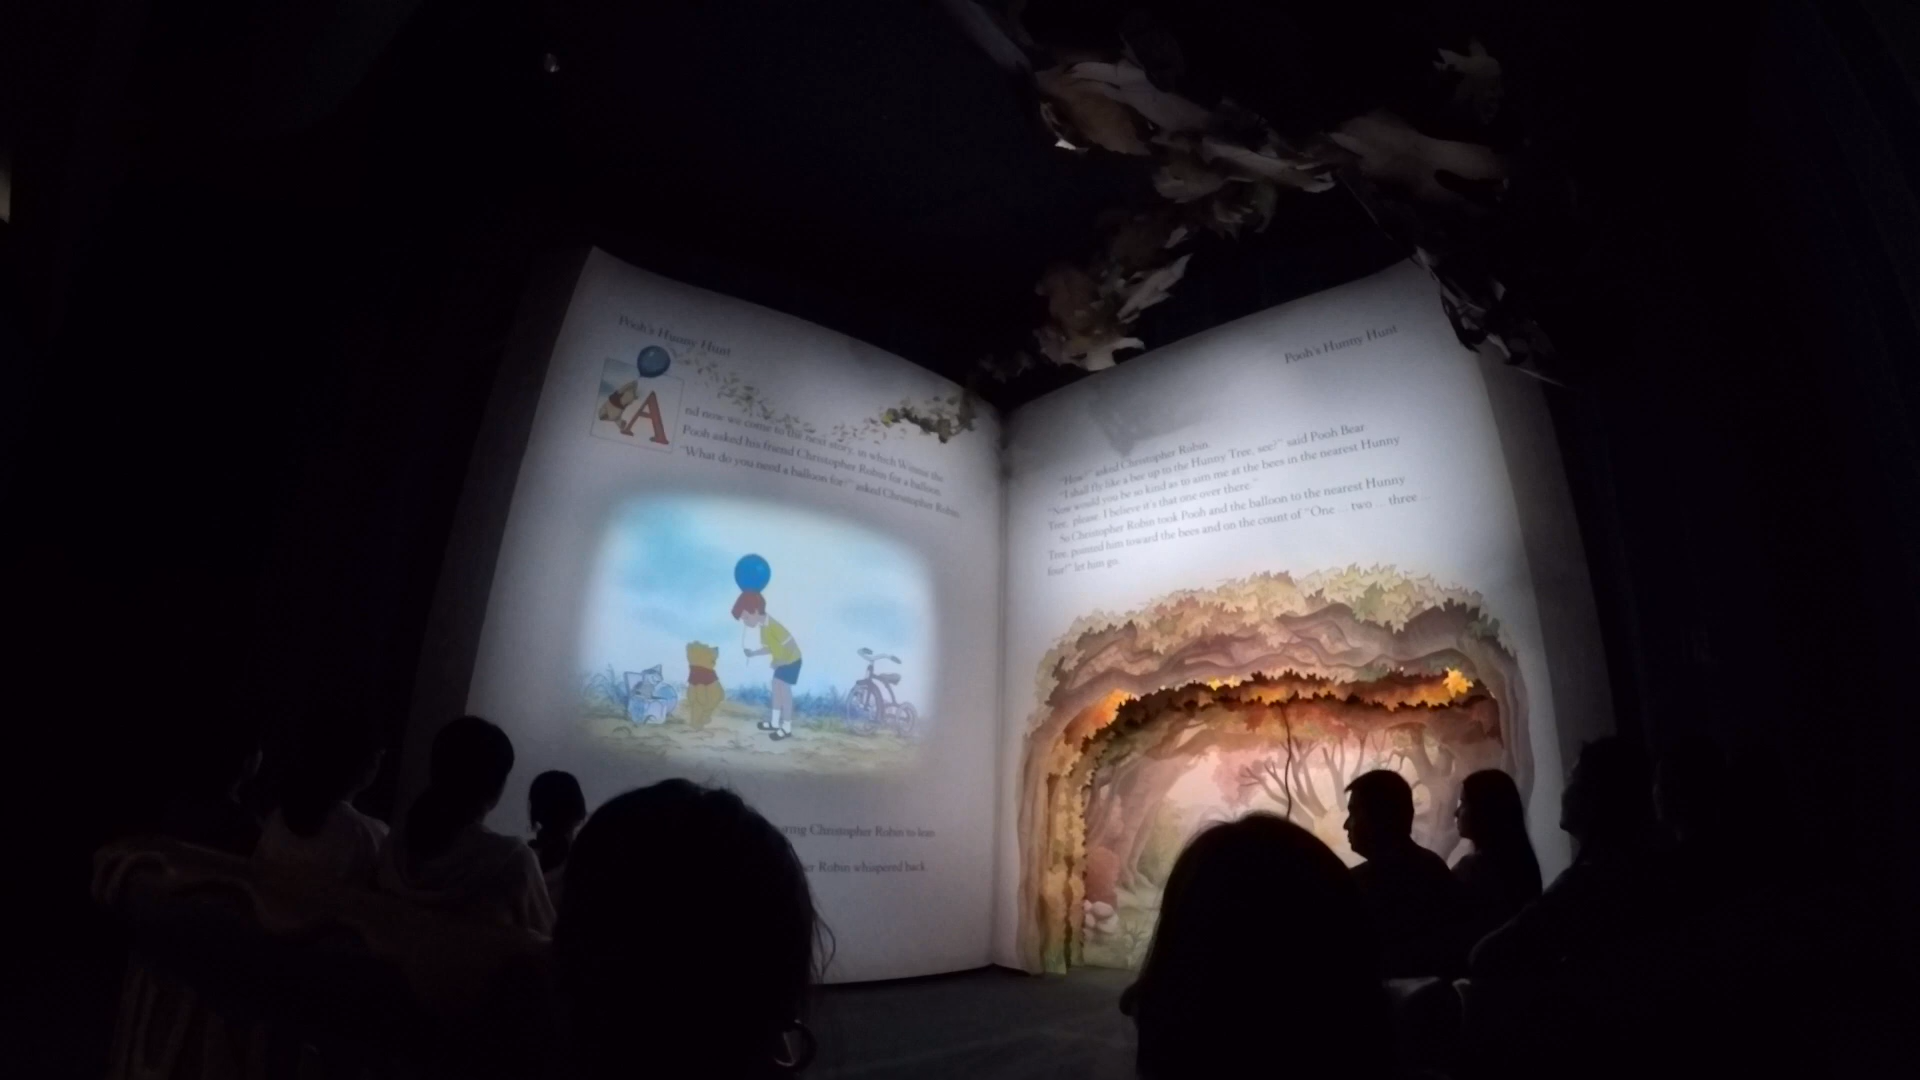 Pooh's Hunny Hunt
And now we come to the next story, in which Winnie the
Pooh asked his friend Christopher Robin for a balloon.
"What do you need a balloon for?" asked Christopher Robin.
Christopher Robin to lean
Robin whispered back.
Pooh's Hunny Hunt
"How?" asked Christopher Robin.
"I shall fly like a bee up to the Hunny Tree, see?" said Pooh Bear.
"Now would you be so kind as to aim me at the bees in the nearest Hunny
Tree, please. I believe it's that one over there."
So Christopher Robin took Pooh and the balloon to the nearest Hunny
Tree, pointed him toward the bees and on the count of "One... two... three...
four!" let him go.